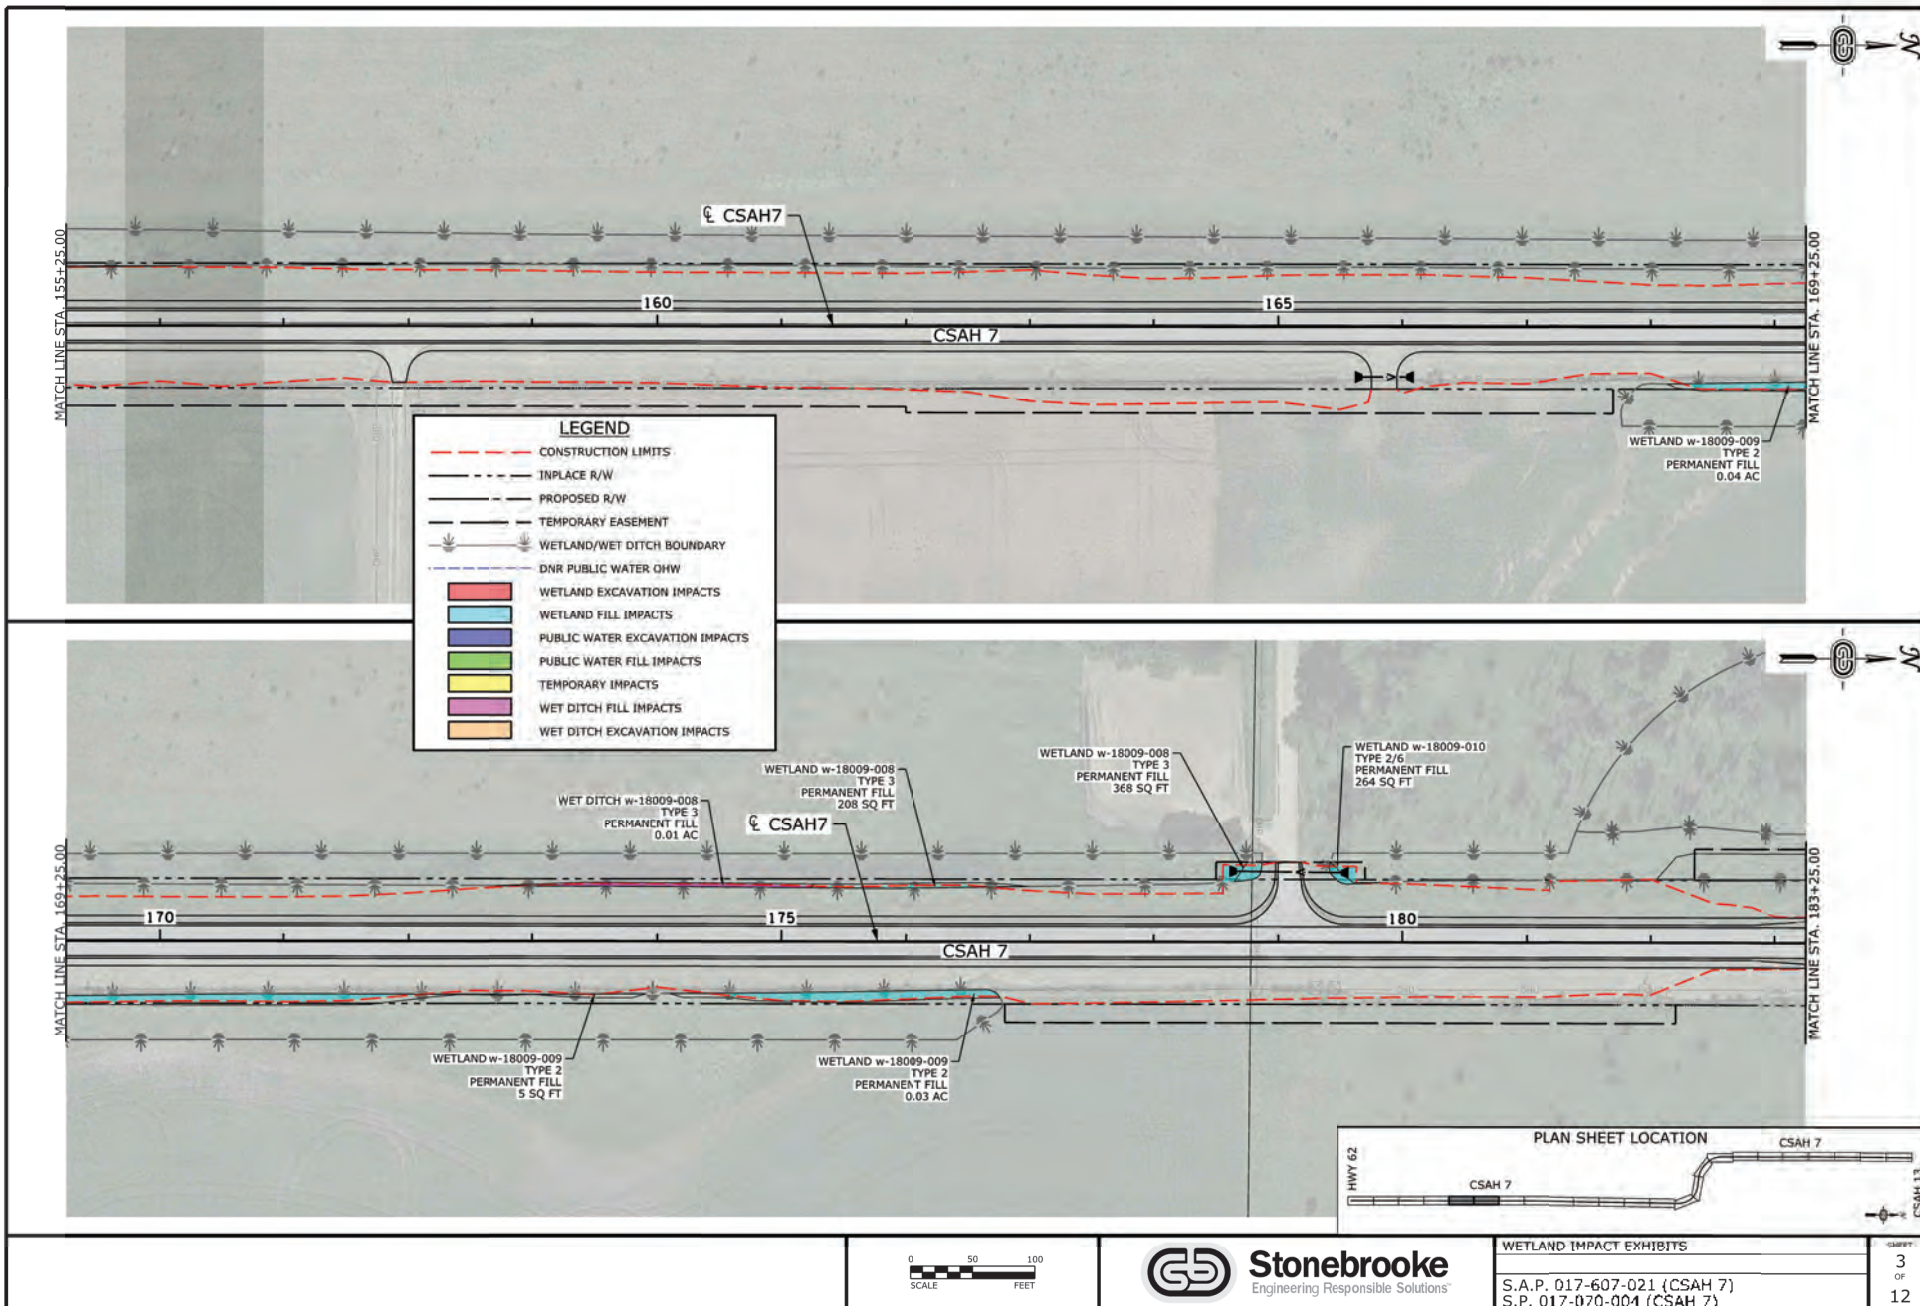 N
MATCH LINE STA. 155+25.00
℄ CSAH7
160
165
CSAH 7
MATCH LINE STA. 169+25.00
WETLAND w-18009-009
TYPE 2
PERMANENT FILL
0.04 AC
LEGEND
CONSTRUCTION LIMITS
INPLACE R/W
PROPOSED R/W
TEMPORARY EASEMENT
WETLAND/WET DITCH BOUNDARY
DNR PUBLIC WATER OHW
WETLAND EXCAVATION IMPACTS
WETLAND FILL IMPACTS
PUBLIC WATER EXCAVATION IMPACTS
PUBLIC WATER FILL IMPACTS
TEMPORARY IMPACTS
WET DITCH FILL IMPACTS
WET DITCH EXCAVATION IMPACTS
N
MATCH LINE STA. 169+25.00
WET DITCH w-18009-008
TYPE 3
PERMANENT FILL
0.01 AC
WETLAND w-18009-008
TYPE 3
PERMANENT FILL
208 SQ FT
℄ CSAH7
WETLAND w-18009-008
TYPE 3
PERMANENT FILL
368 SQ FT
WETLAND w-18009-010
TYPE 2/6
PERMANENT FILL
264 SQ FT
170
175
180
CSAH 7
MATCH LINE STA. 183+25.00
WETLAND w-18009-009
TYPE 2
PERMANENT FILL
5 SQ FT
WETLAND w-18009-009
TYPE 2
PERMANENT FILL
0.03 AC
PLAN SHEET LOCATION
HWY 62
CSAH 7
CSAH 7
CSAH 13
0 50 100
SCALE FEET
Stonebrooke
Engineering Responsible Solutions
WETLAND IMPACT EXHIBITS
S.A.P. 017-607-021 (CSAH 7)
S.P. 017-070-004 (CSAH 7)
SHEET
3
OF
12